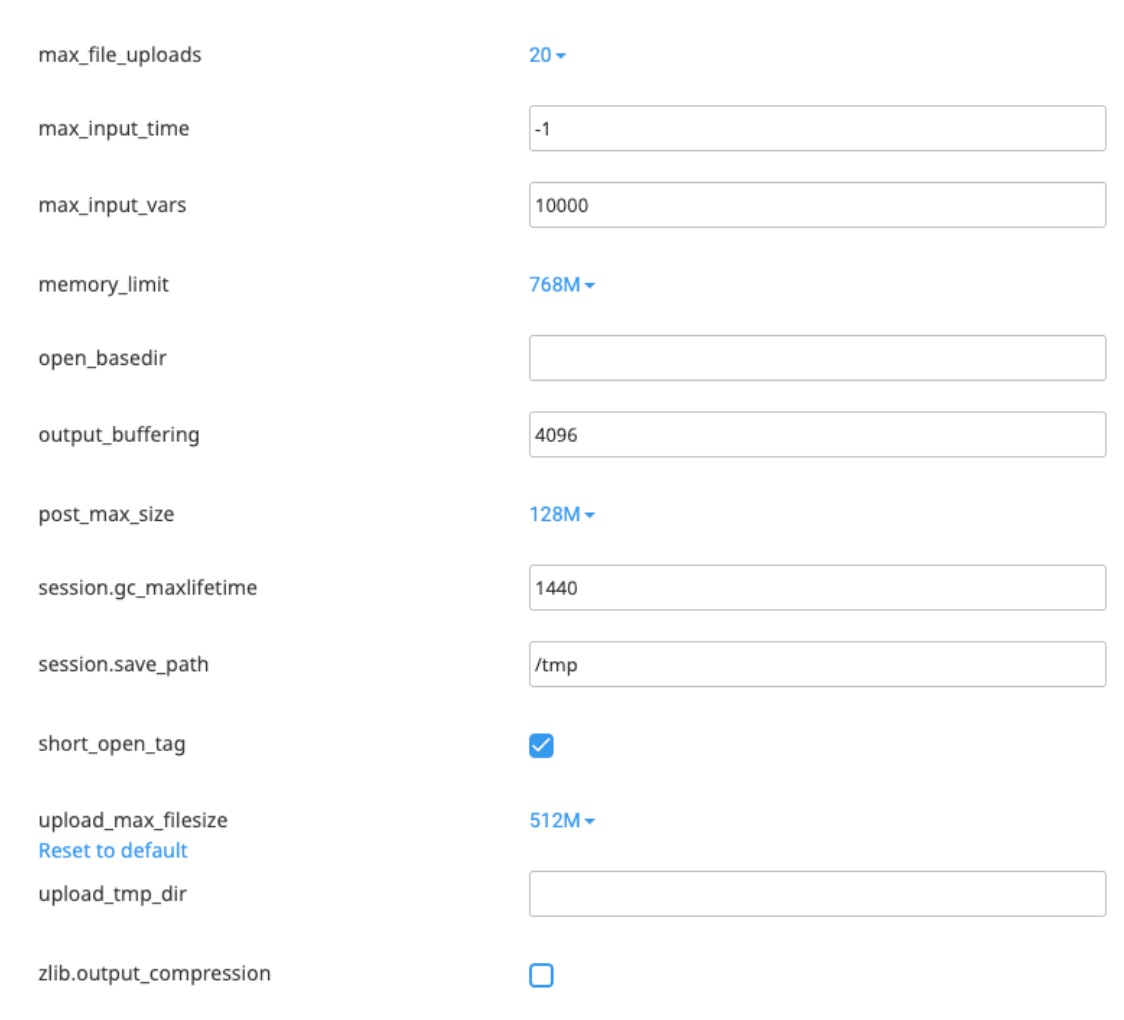 max_file_uploads 20
max_input_time -1
max_input_vars 10000
memory_limit 768M
open_basedir
output_buffering 4096
post_max_size 128M
session.gc_maxlifetime 1440
session.save_path /tmp
short_open_tag
upload_max_filesize 512M
Reset to default
upload_tmp_dir
zlib.output_compression